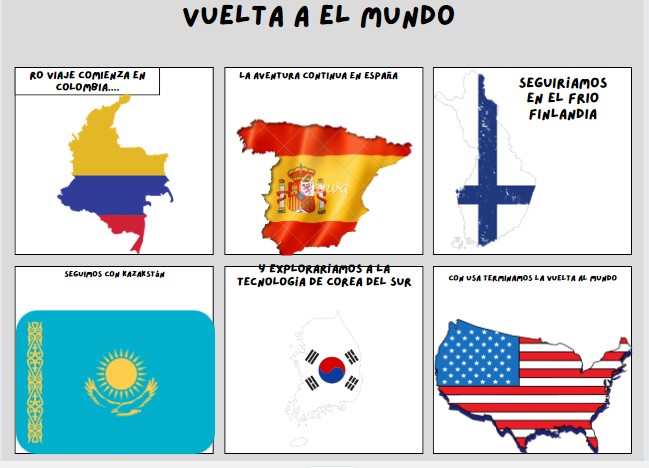 VUELTA A EL MUNDO
RO VIAJE COMIENZA EN
COLOMBIA....
LA AVENTURA CONTINUA EN ESPAÑA
SEGUIRIAMOS
EN EL FRIO
FINLANDIA
SEGUIMOS CON KAZAKSTÁN
Y EXPLORARIAMOS A LA
TECNOLOGIA DE COREA DEL SUR
CON USA TERMINAMOS LA VUELTA AL MUNDO